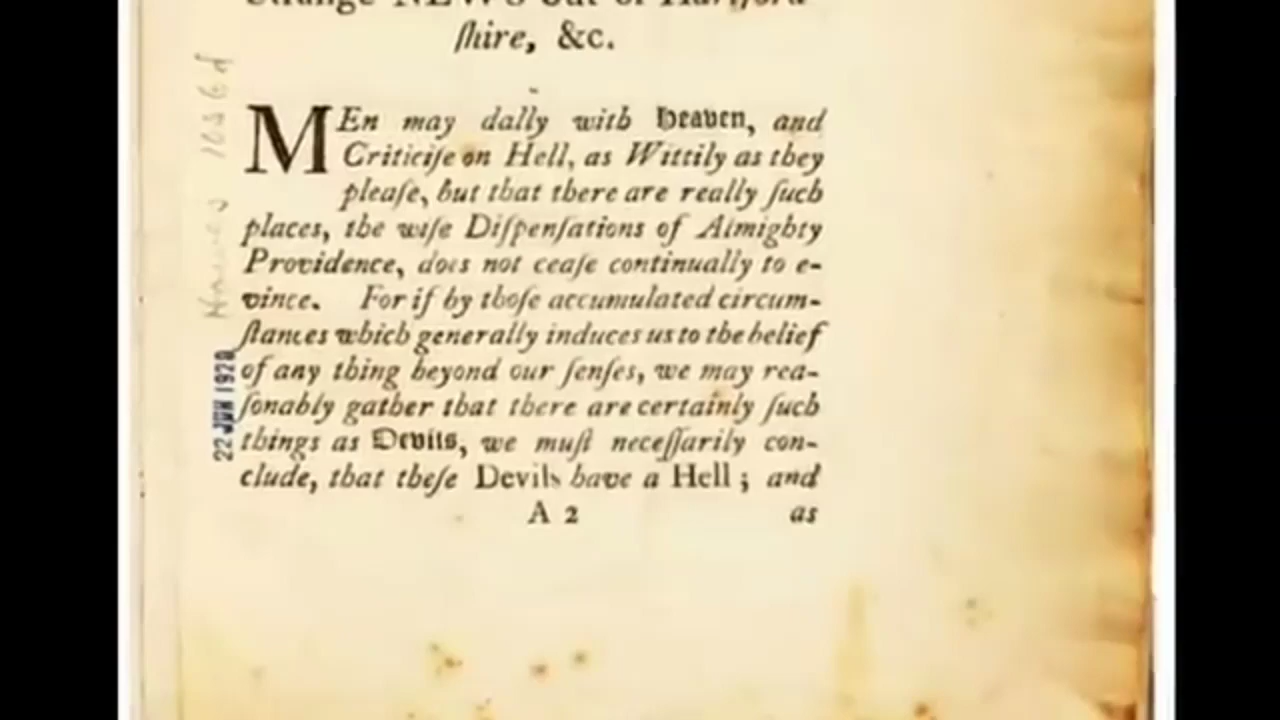 Strange NEWS out of Hartford
ſhire, &c.
MEn may dally with Heaven, and
Criticiſe on Hell, as Wittily as they
pleaſe, but that there are really ſuch
places, the wiſe Diſpenſations of Almighty
Providence, does not ceaſe continually to e-
vince. For if by thoſe accumulated circum-
ſtances which generally induces us to the belief
of any thing beyond our ſenſes, we may rea-
ſonably gather that there are certainly ſuch
things as Devils, we muſt neceſſarily con-
clude, that theſe Devils have a Hell; and
A 2 as
22 JUN 1920